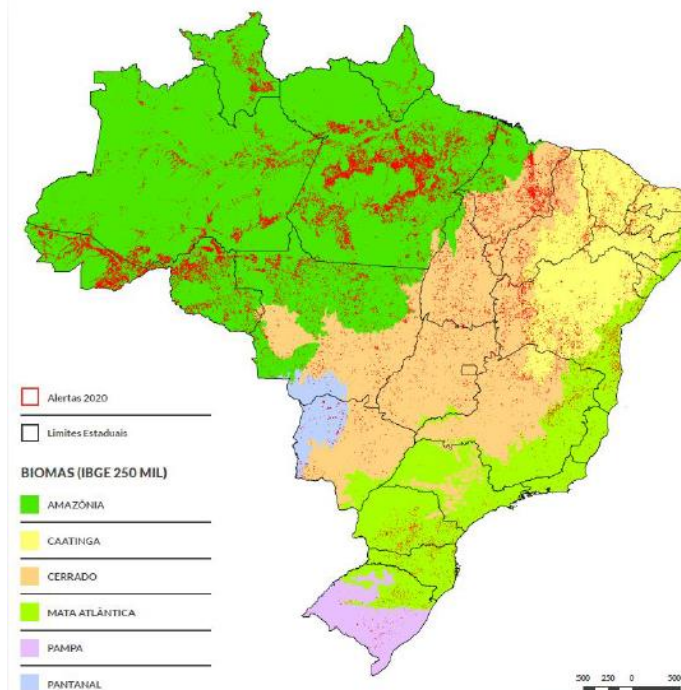 Alertas 2020
Limites Estaduais
BIOMAS (IBGE 250 MIL)
AMAZÔNIA
CAATINGA
CERRADO
MATA ATLÂNTICA
PAMPA
PANTANAL
500 250 0 500